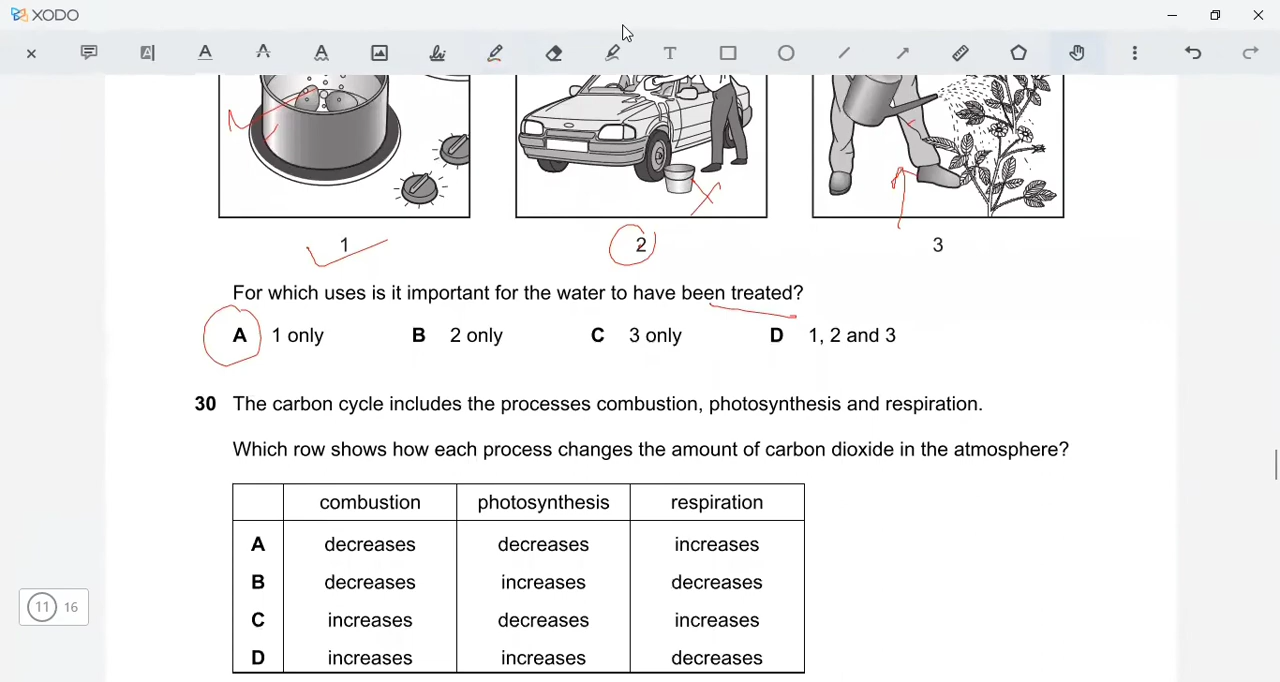 XODO
T
1
2
3
For which uses is it important for the water to have been treated?
A 1 only B 2 only C 3 only D 1, 2 and 3
30 The carbon cycle includes the processes combustion, photosynthesis and respiration.
Which row shows how each process changes the amount of carbon dioxide in the atmosphere?
combustion photosynthesis respiration
A decreases decreases increases
B decreases increases decreases
C increases decreases increases
D increases increases decreases
11 16